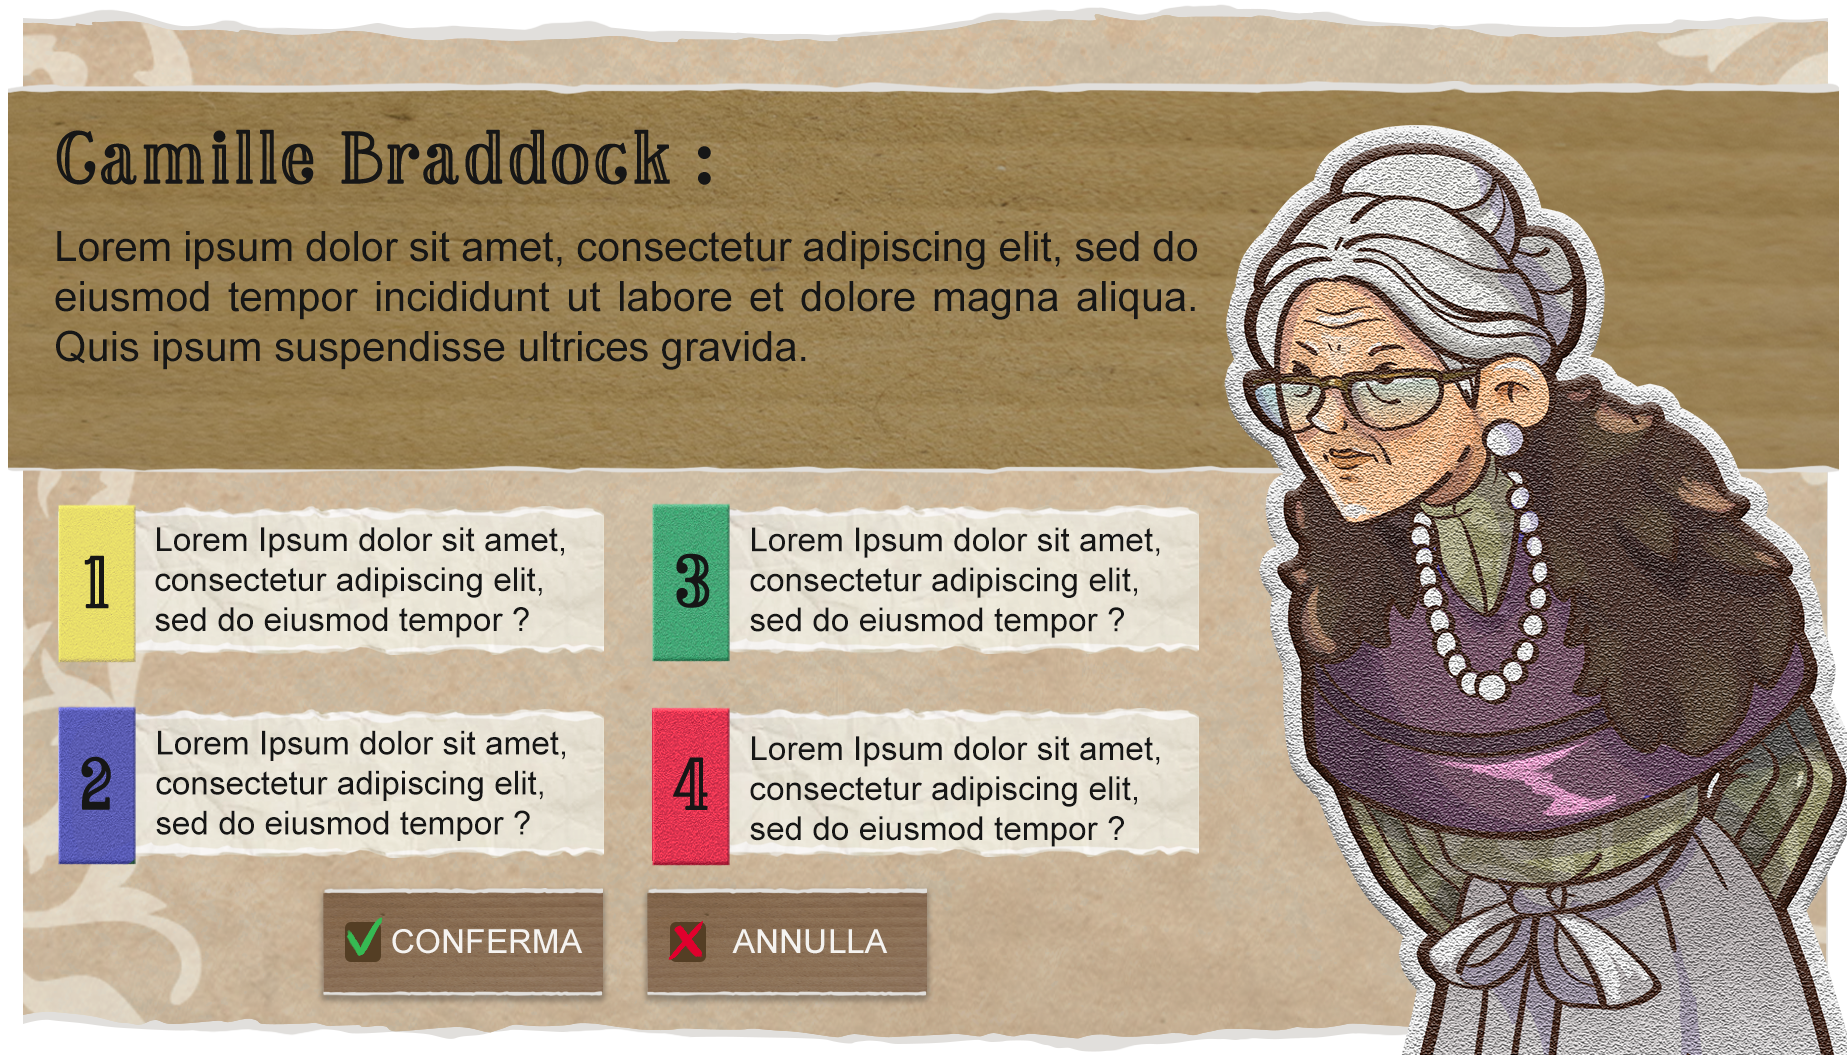 Camille Braddock :
Lorem ipsum dolor sit amet, consectetur adipiscing elit, sed do
eiusmod tempor incididunt ut labore et dolore magna aliqua.
Quis ipsum suspendisse ultrices gravida.
1
Lorem Ipsum dolor sit amet,
consectetur adipiscing elit,
sed do eiusmod tempor ?
2
Lorem Ipsum dolor sit amet,
consectetur adipiscing elit,
sed do eiusmod tempor ?
3
Lorem Ipsum dolor sit amet,
consectetur adipiscing elit,
sed do eiusmod tempor ?
4
Lorem Ipsum dolor sit amet,
consectetur adipiscing elit,
sed do eiusmod tempor ?
CONFERMA
ANNULLA